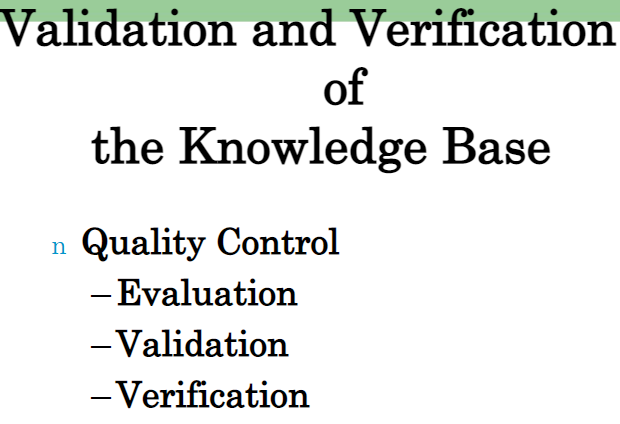 Validation and Verification
of
the Knowledge Base
n Quality Control
–Evaluation
–Validation
–Verification